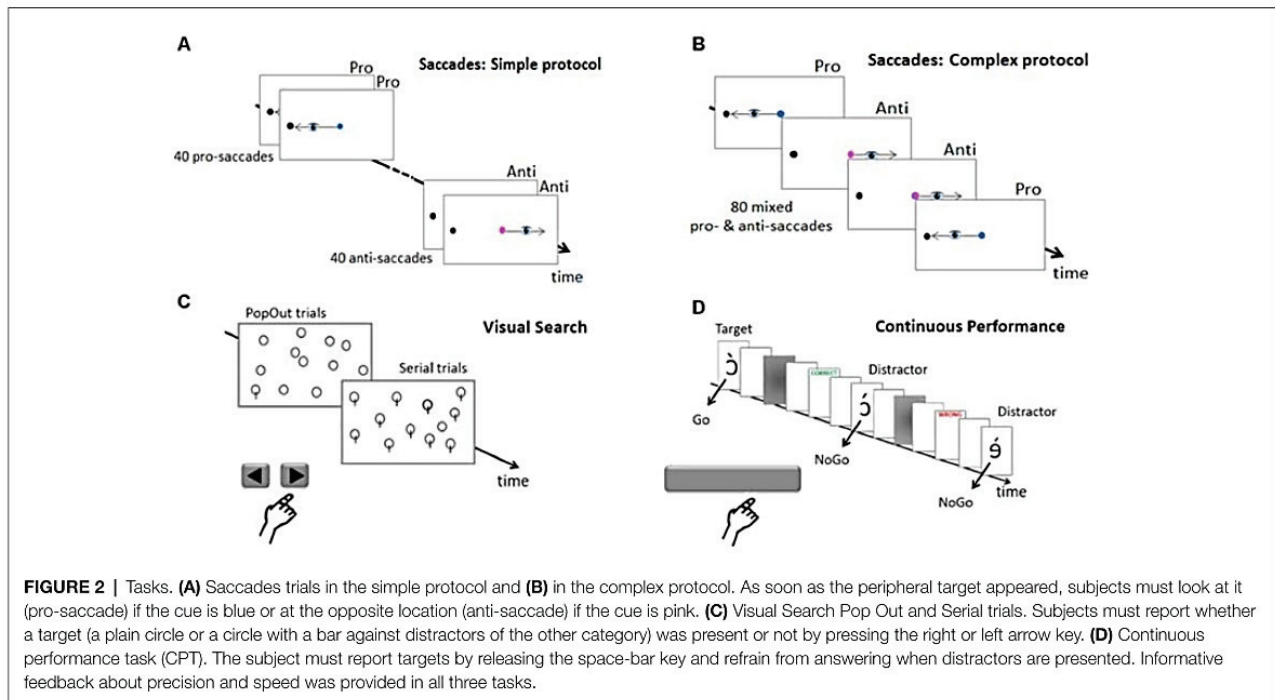 A
Saccades: Simple protocol
Pro
Pro
40 pro-saccades
Anti
Anti
40 anti-saccades
time
B
Saccades: Complex protocol
Pro
Anti
Anti
Pro
80 mixed
pro- & anti-saccades
time
C
PopOut trials
Visual Search
Serial trials
time
D
Continuous Performance
Target
Distractor
CORRECT
Go
WRONG
Distractor
NoGo
time
NoGo
FIGURE 2 | Tasks. (A) Saccades trials in the simple protocol and (B) in the complex protocol. As soon as the peripheral target appeared, subjects must look at it
(pro-saccade) if the cue is blue or at the opposite location (anti-saccade) if the cue is pink. (C) Visual Search Pop Out and Serial trials. Subjects must report whether
a target (a plain circle or a circle with a bar against distractors of the other category) was present or not by pressing the right or left arrow key. (D) Continuous
performance task (CPT). The subject must report targets by releasing the space-bar key and refrain from answering when distractors are presented. Informative
feedback about precision and speed was provided in all three tasks.